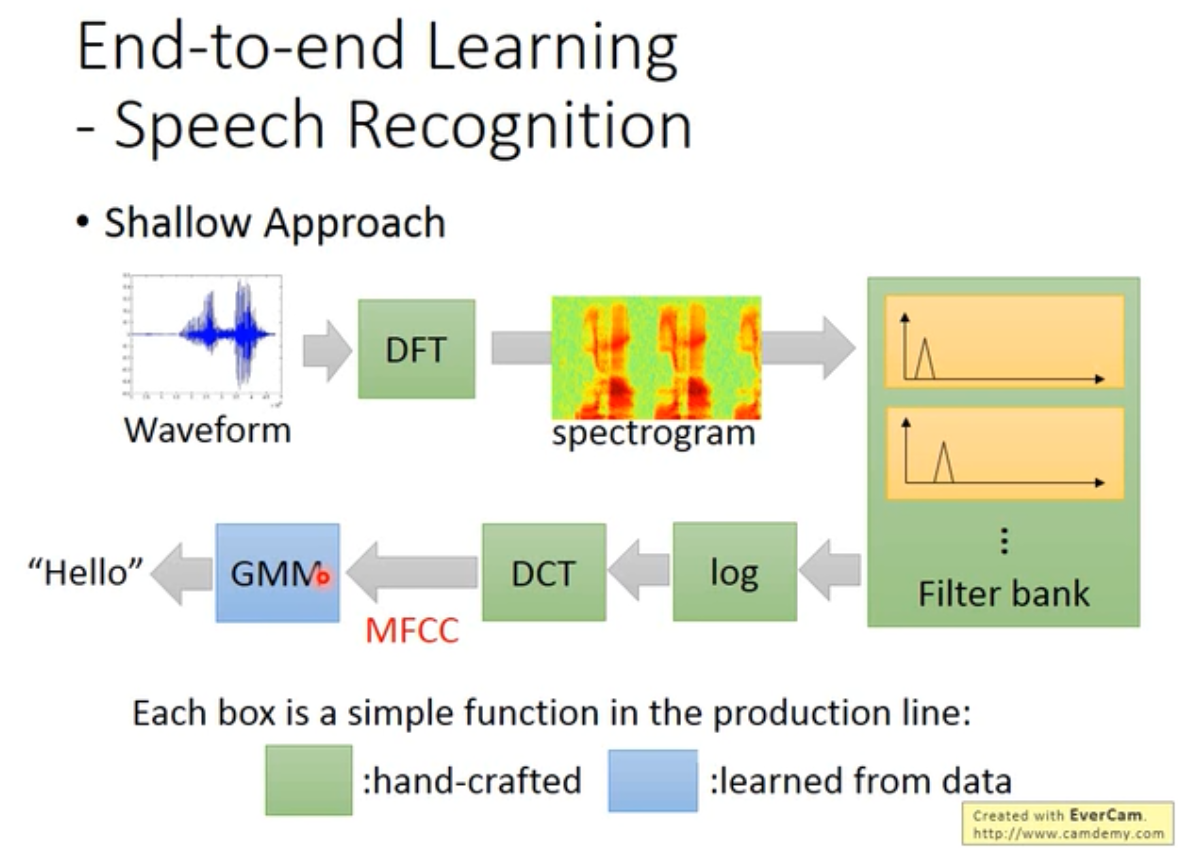 End-to-end Learning
- Speech Recognition
• Shallow Approach
DFT
Waveform
spectrogram
"Hello"
GMM
MFCC
DCT
log
⋮
Filter bank
Each box is a simple function in the production line:
:hand-crafted
:learned from data
Created with EverCam.
http://www.camdemy.com